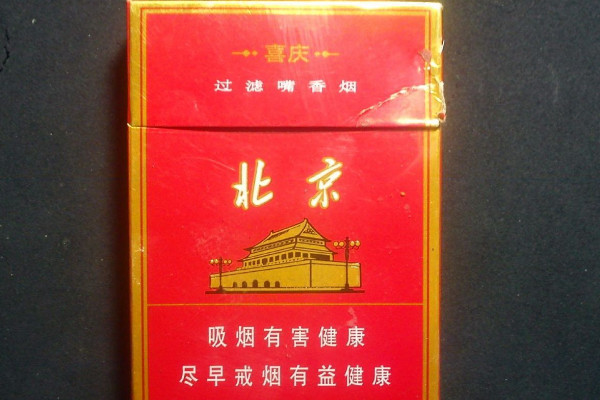 喜庆
过滤嘴香烟
北京
吸烟有害健康
尽早戒烟有益健康